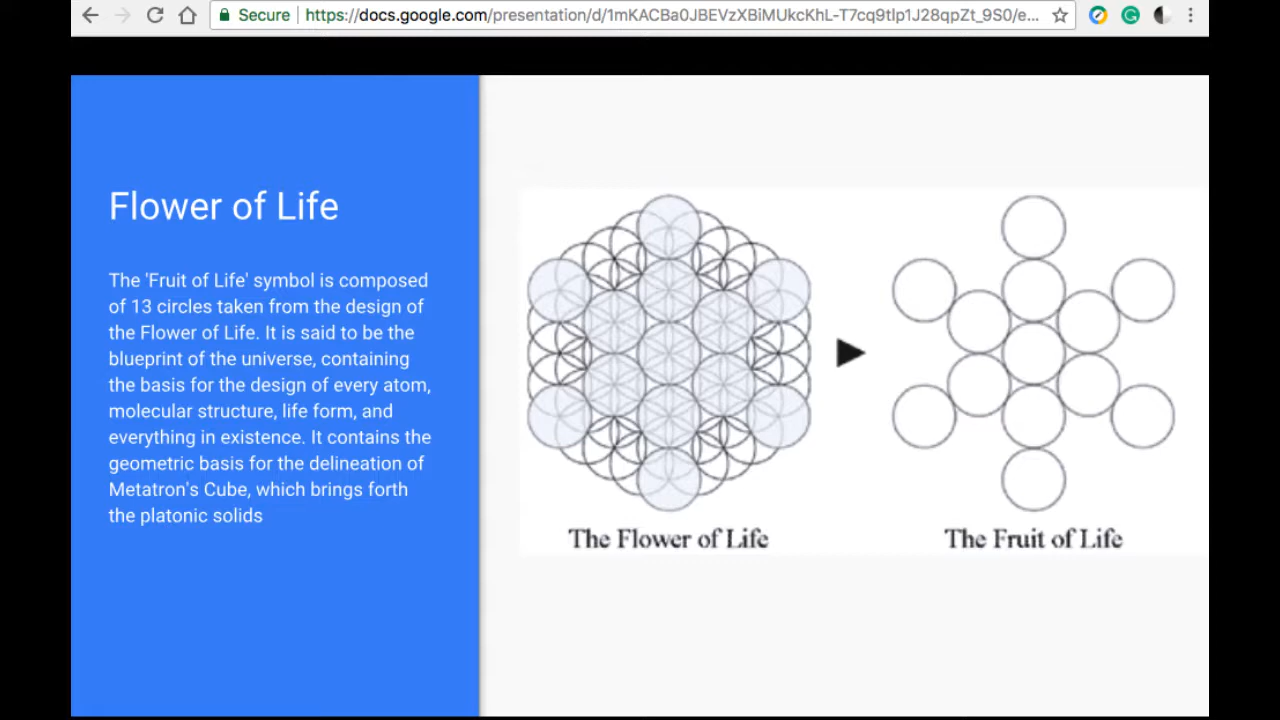 Secure https://docs.google.com/presentation/d/1mKACBa0JBEVzXBiMUkcKhL-T7cq9tlp1J28qpZt_9S0/e...
Flower of Life
The 'Fruit of Life' symbol is composed
of 13 circles taken from the design of
the Flower of Life. It is said to be the
blueprint of the universe, containing
the basis for the design of every atom,
molecular structure, life form, and
everything in existence. It contains the
geometric basis for the delineation of
Metatron's Cube, which brings forth
the platonic solids
The Flower of Life
The Fruit of Life